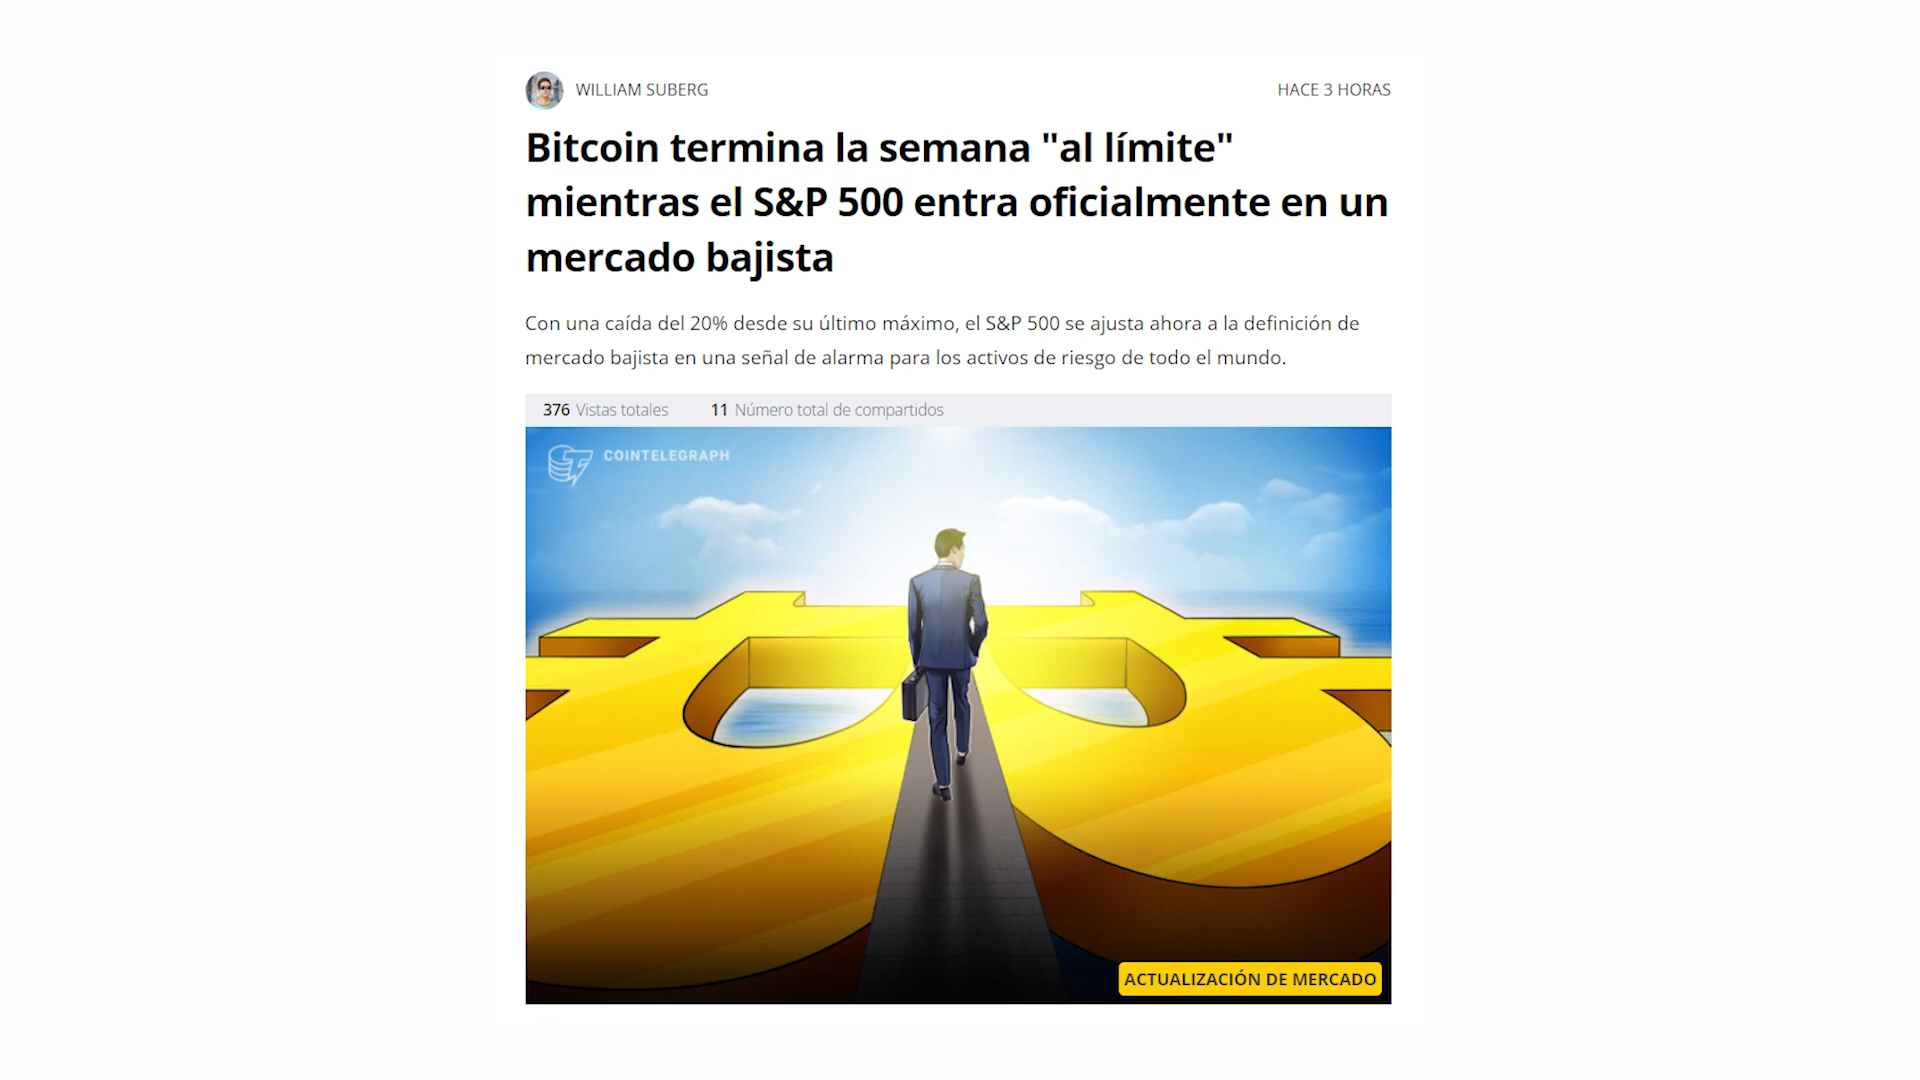 WILLIAM SUBERG
HACE 3 HORAS
Bitcoin termina la semana "al límite"
mientras el S&P 500 entra oficialmente en un
mercado bajista
Con una caída del 20% desde su último máximo, el S&P 500 se ajusta ahora a la definición de
mercado bajista en una señal de alarma para los activos de riesgo de todo el mundo.
376 Vistas totales 11 Número total de compartidos
COINTELEGRAPH
ACTUALIZACIÓN DE MERCADO